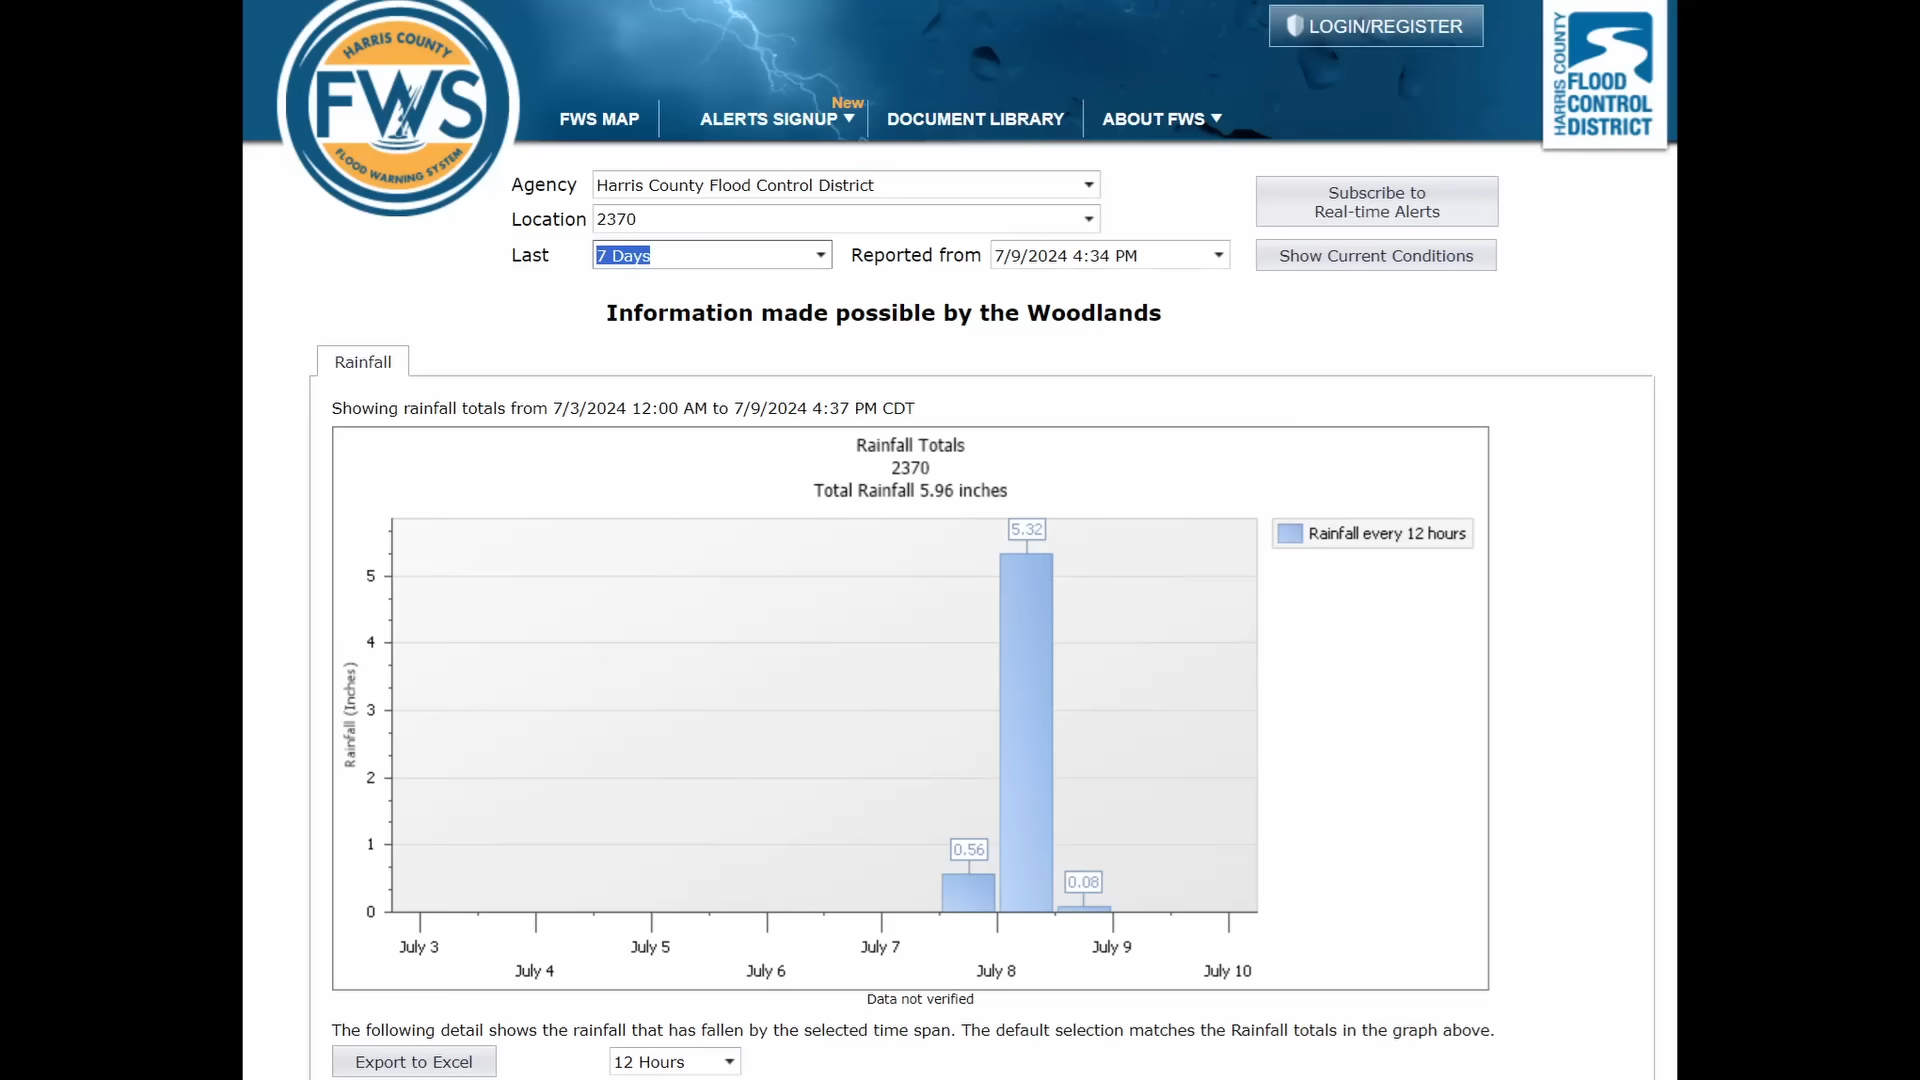 HARRIS COUNTY
FWS
FLOOD WARNING SYSTEM
LOGIN/REGISTER
FWS MAP
ALERTS SIGNUP ▼
New
DOCUMENT LIBRARY
ABOUT FWS ▼
HARRIS COUNTY
FLOOD
CONTROL
DISTRICT
Agency Harris County Flood Control District
Location 2370
Last 7 Days Reported from 7/9/2024 4:34 PM
Subscribe to
Real-time Alerts
Show Current Conditions
Information made possible by the Woodlands
Rainfall
Showing rainfall totals from 7/3/2024 12:00 AM to 7/9/2024 4:37 PM CDT
Rainfall Totals
2370
Total Rainfall 5.96 inches
Rainfall every 12 hours
Rainfall (Inches)
5
4
3
2
1
0
0.56
5.32
0.08
July 3
July 4
July 5
July 6
July 7
July 8
July 9
July 10
Data not verified
The following detail shows the rainfall that has fallen by the selected time span. The default selection matches the Rainfall totals in the graph above.
Export to Excel
12 Hours